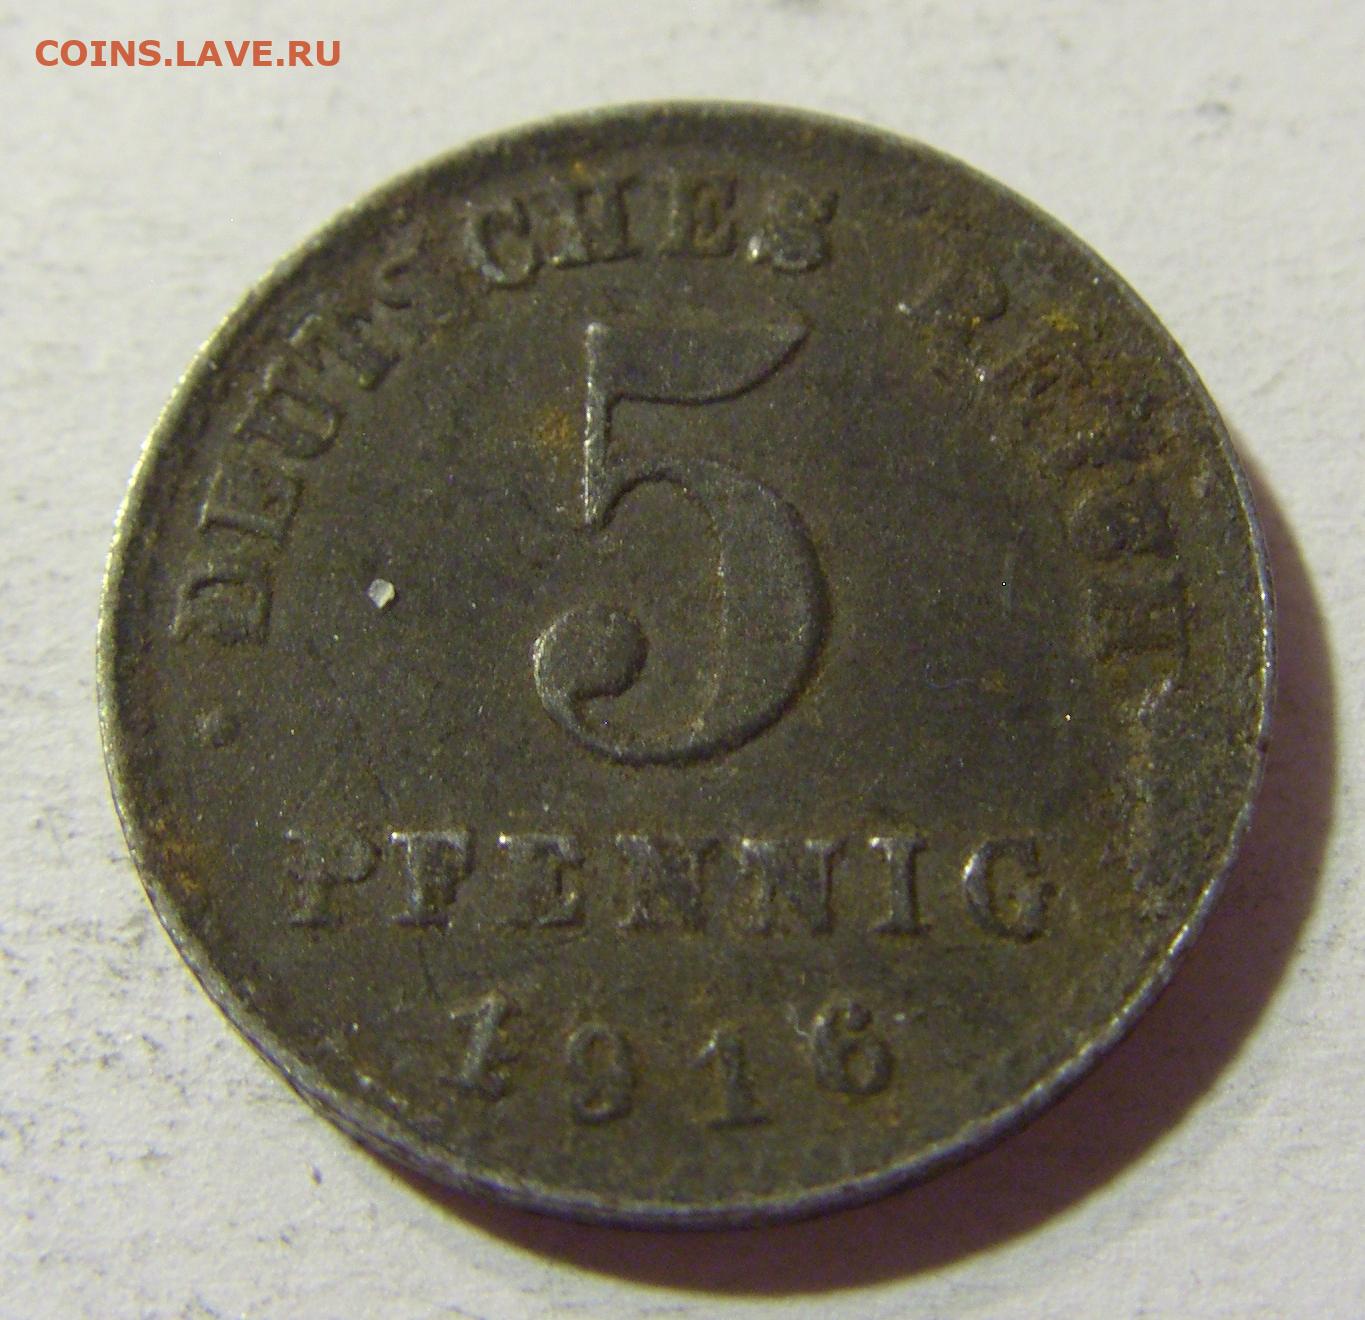 COINS.LAVE.RU
DEUTSCHES REICH
5
PFENNIG
1916